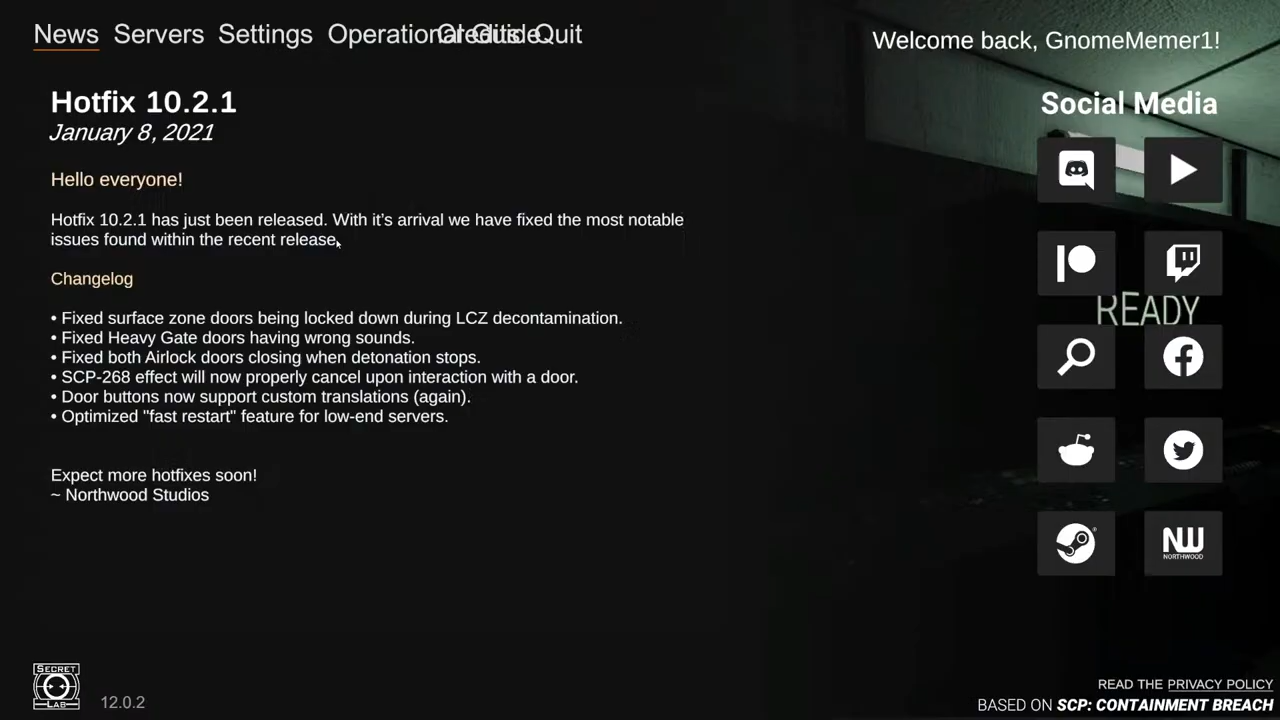 News Servers Settings Operational Guide Credits Quit
Welcome back, GnomeMemer1!
Hotfix 10.2.1
January 8, 2021
Hello everyone!
Hotfix 10.2.1 has just been released. With it's arrival we have fixed the most notable
issues found within the recent release.
Changelog
• Fixed surface zone doors being locked down during LCZ decontamination.
• Fixed Heavy Gate doors having wrong sounds.
• Fixed both Airlock doors closing when detonation stops.
• SCP-268 effect will now properly cancel upon interaction with a door.
• Door buttons now support custom translations (again).
• Optimized "fast restart" feature for low-end servers.
Expect more hotfixes soon!
~ Northwood Studios
Social Media
READY
NW
NORTHWOOD
SECRET
LAB
12.0.2
READ THE PRIVACY POLICY
BASED ON SCP: CONTAINMENT BREACH